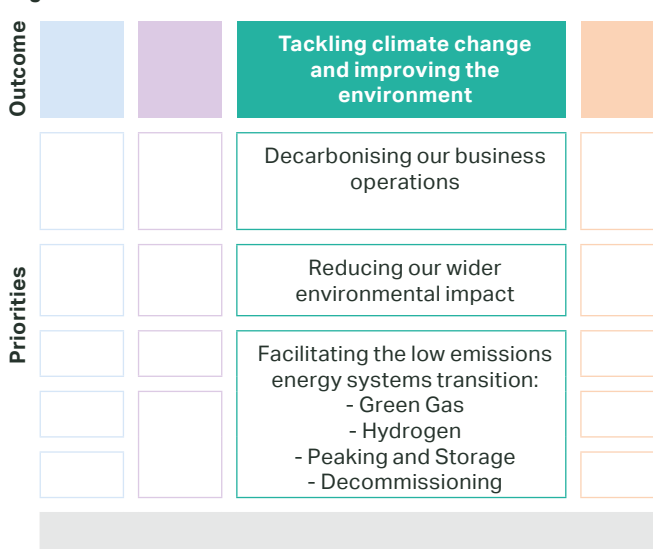 Outcome
Tackling climate change
and improving the
environment
Priorities
Decarbonising our business
operations
Reducing our wider
environmental impact
Facilitating the low emissions
energy systems transition:
- Green Gas
- Hydrogen
- Peaking and Storage
- Decommissioning